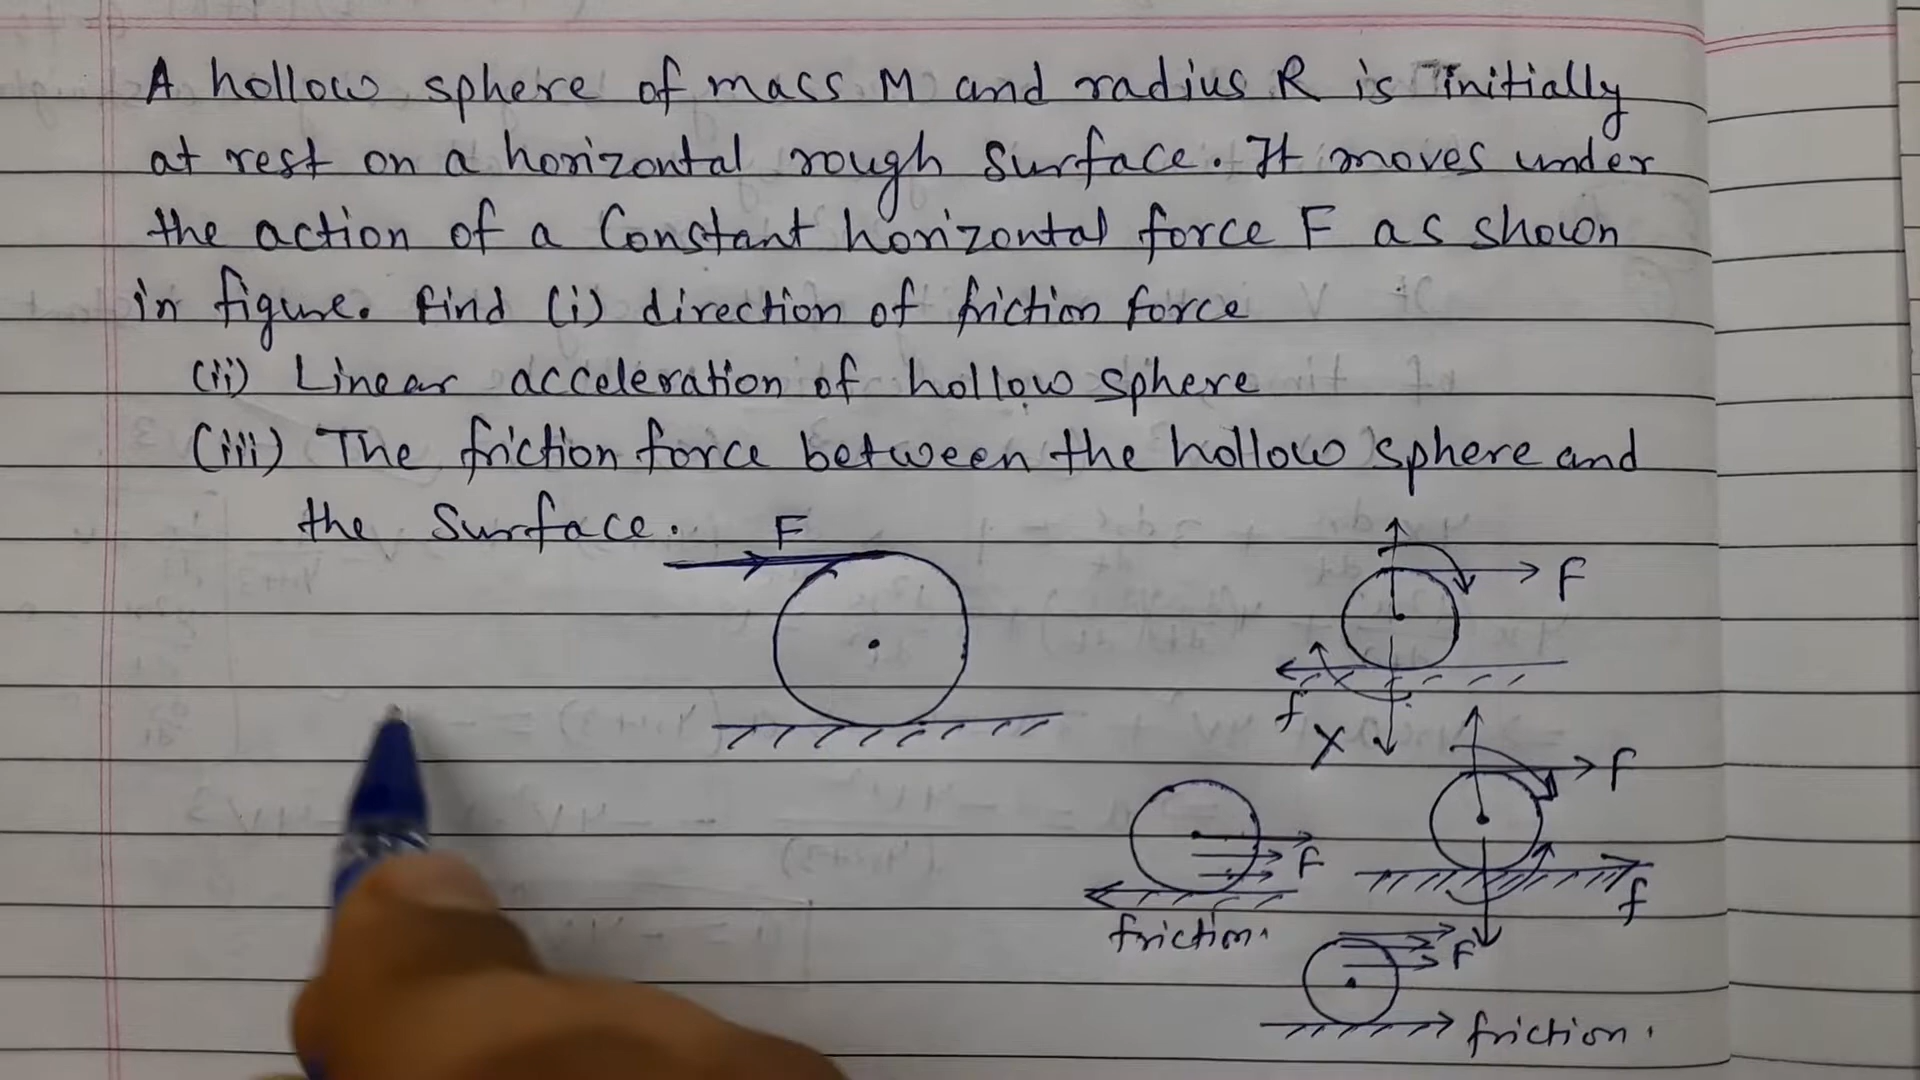 A hollow sphere of mass M and radius R is initially
at rest on a horizontal rough surface. It moves under
the action of a Constant horizontal force F as shown
in figure. find (i) direction of friction force
(ii) Linear acceleration of hollow sphere
(iii) The friction force between the hollow sphere and
the surface.
F
F
f
X
F
F
f
friction.
F
friction.